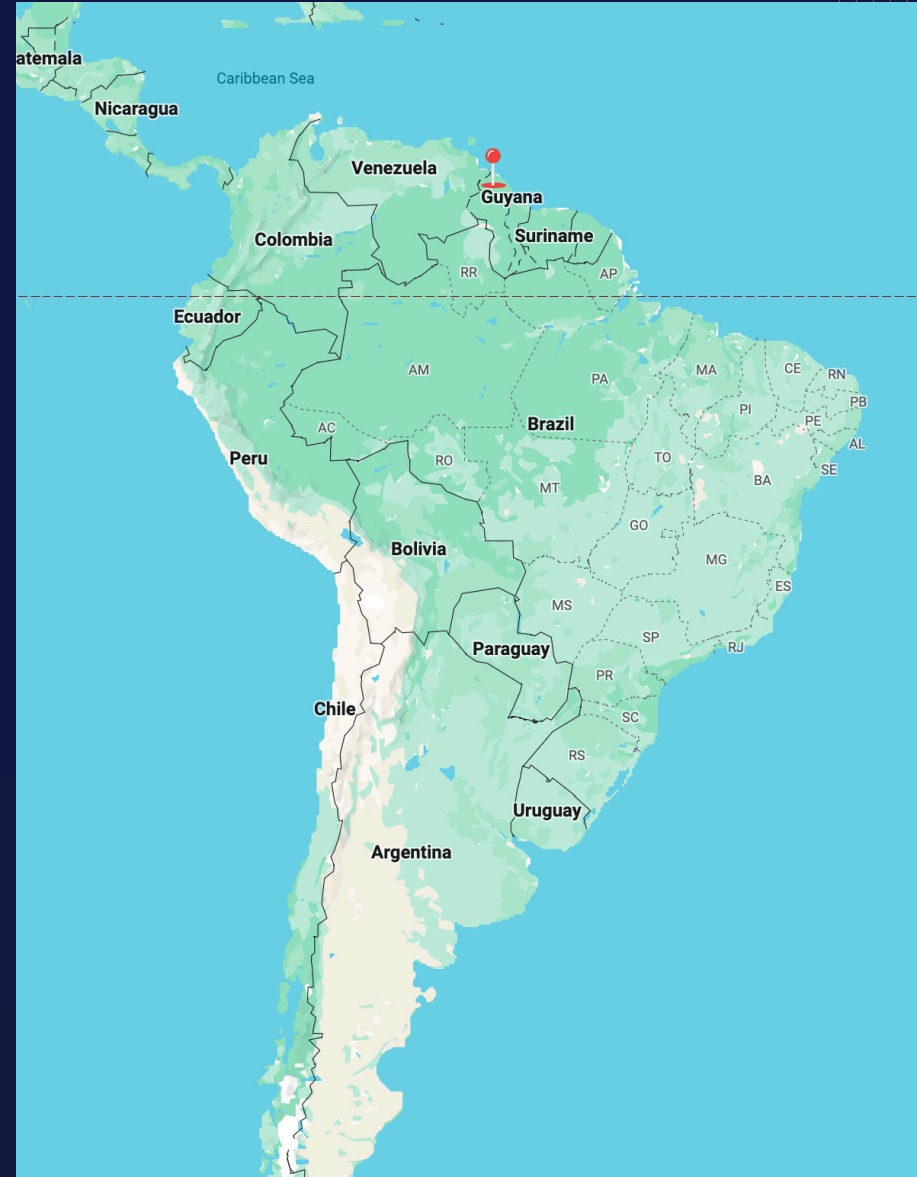 atemala
Caribbean Sea
Nicaragua
Venezuela
Guyana
Suriname
Colombia
RR
AP
Ecuador
AM
PA
MA
CE
RN
PI
PB
PE
AC
Brazil
AL
Peru
RO
TO
SE
BA
MT
GO
Bolivia
MG
ES
MS
SP
Paraguay
RJ
PR
Chile
SC
RS
Uruguay
Argentina